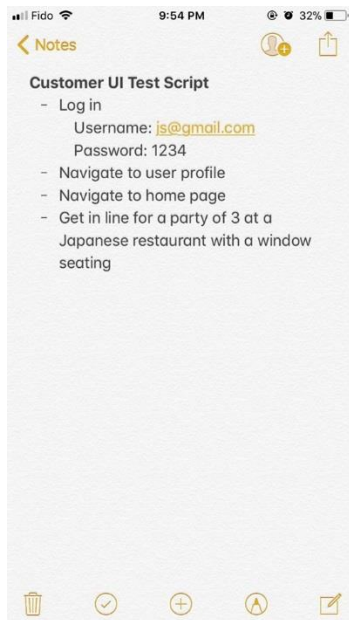 Fido 9:54 PM 32%
Notes
Customer UI Test Script
- Log in
Username: js@gmail.com
Password: 1234
- Navigate to user profile
- Navigate to home page
- Get in line for a party of 3 at a
Japanese restaurant with a window
seating